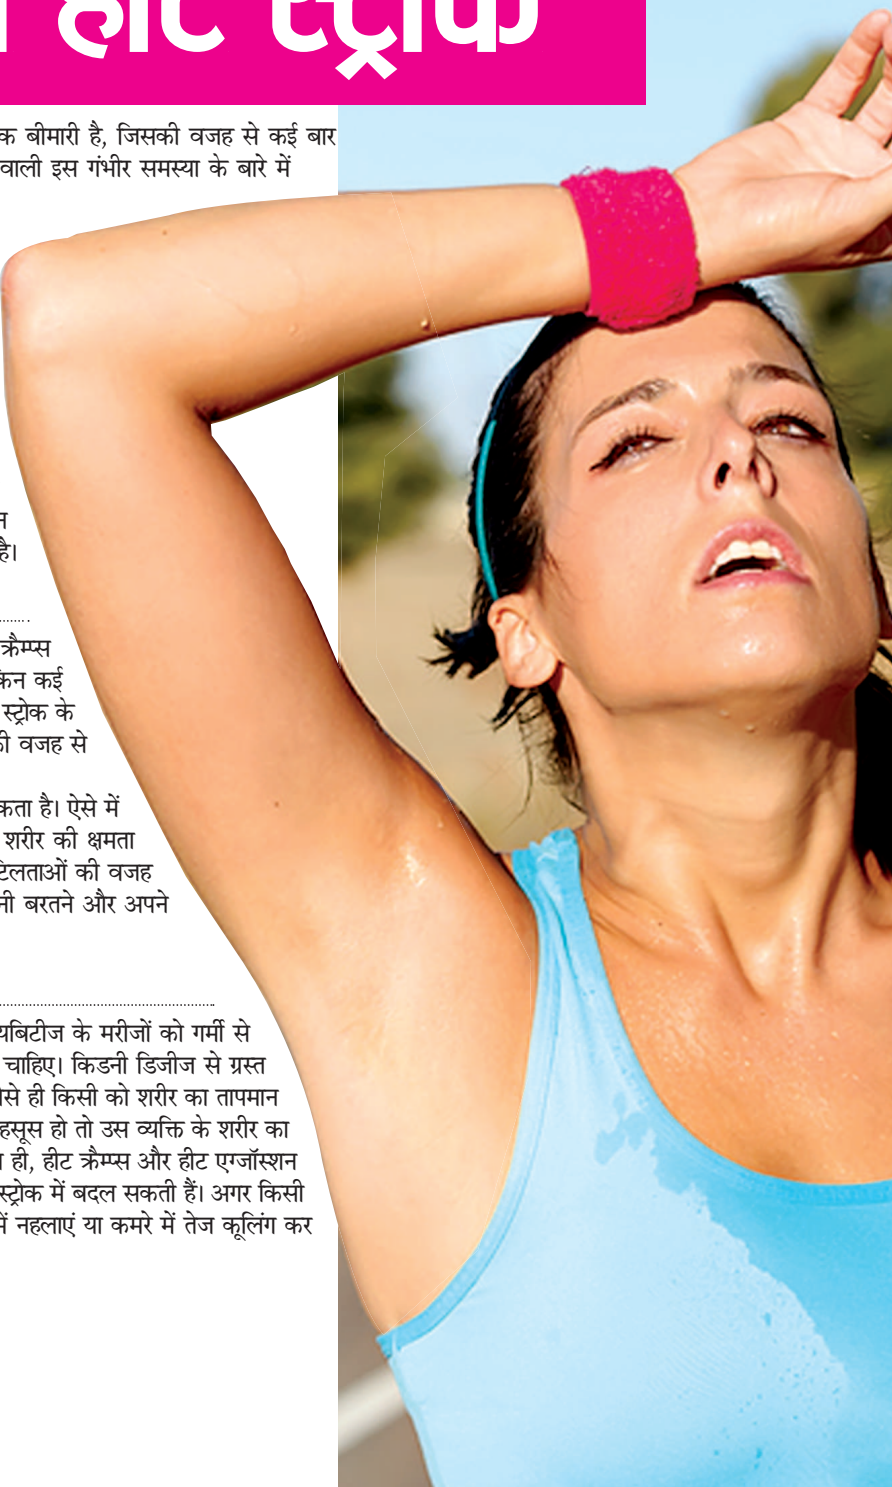 हीट स्ट्रोक
क बीमारी है, जिसकी वजह से कई बार
वाली इस गंभीर समस्या के बारे में
है।
क्रैम्प्स
कई
स्ट्रोक के
वजह से
कता है। ऐसे में
शरीर की क्षमता
टिलताओं की वजह
नी बरतने और अपने
यबिटीज के मरीजों को गर्मी से
चाहिए। किडनी डिजीज से ग्रस्त
से ही किसी को शरीर का तापमान
हसूस हो तो उस व्यक्ति के शरीर का
ही, हीट क्रैम्प्स और हीट एग्जॉस्शन
स्ट्रोक में बदल सकती हैं। अगर किसी
में नहलाएं या कमरे में तेज कूलिंग कर